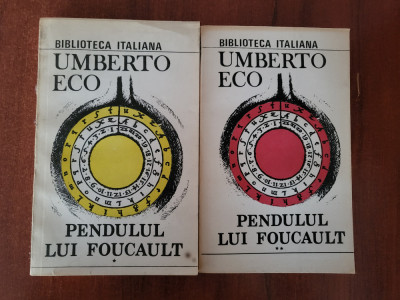 BIBLIOTECA ITALIANA
UMBERTO
ECO
PENDULUL
LUI FOUCAULT
*
BIBLIOTECA ITALIANA
UMBERTO
ECO
PENDULUL
LUI FOUCAULT
**